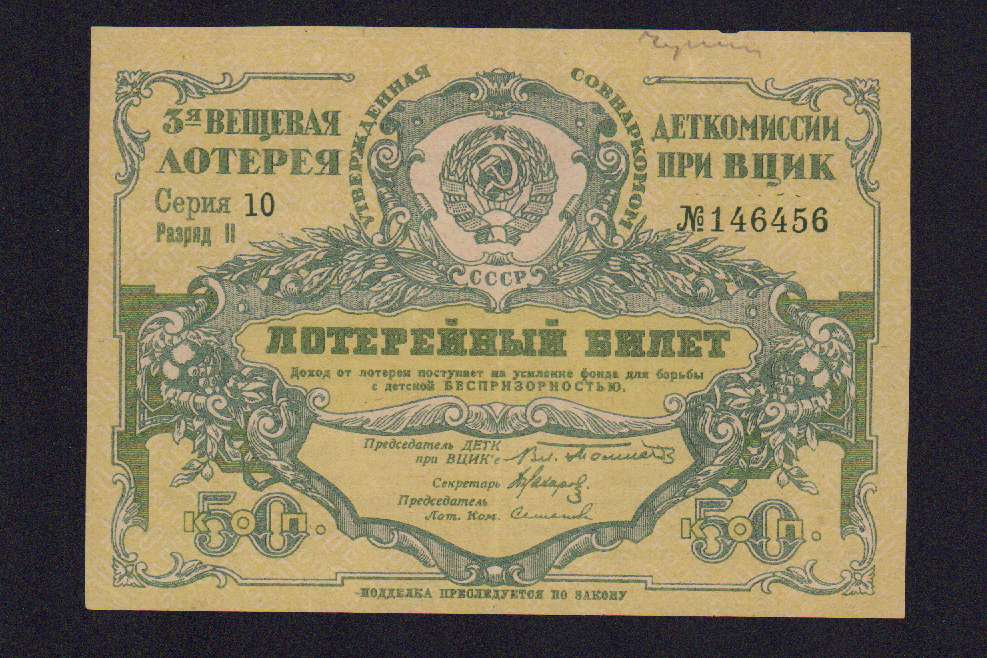 3я ВЕЩЕВАЯ
ЛОТЕРЕЯ
УТВЕРЖДЕННАЯ СОВНАРКОМОМ
ДЕТКОМИССИИ
ПРИ ВЦИК
Серия 10
Разряд II
№146456
СССР
ЛОТЕРЕЙНЫЙ БИЛЕТ
Доход от лотереи поступает на усиление фонда для борьбы
с детской БЕСПРИЗОРНОСТЬЮ.
Председатель ДЕТК
при ВЦИК'е
Секретарь
Председатель
Лот. Ком. Семенов
50 КОП.
50 КОП.
ПОДДЕЛКА ПРЕСЛЕДУЕТСЯ ПО ЗАКОНУ